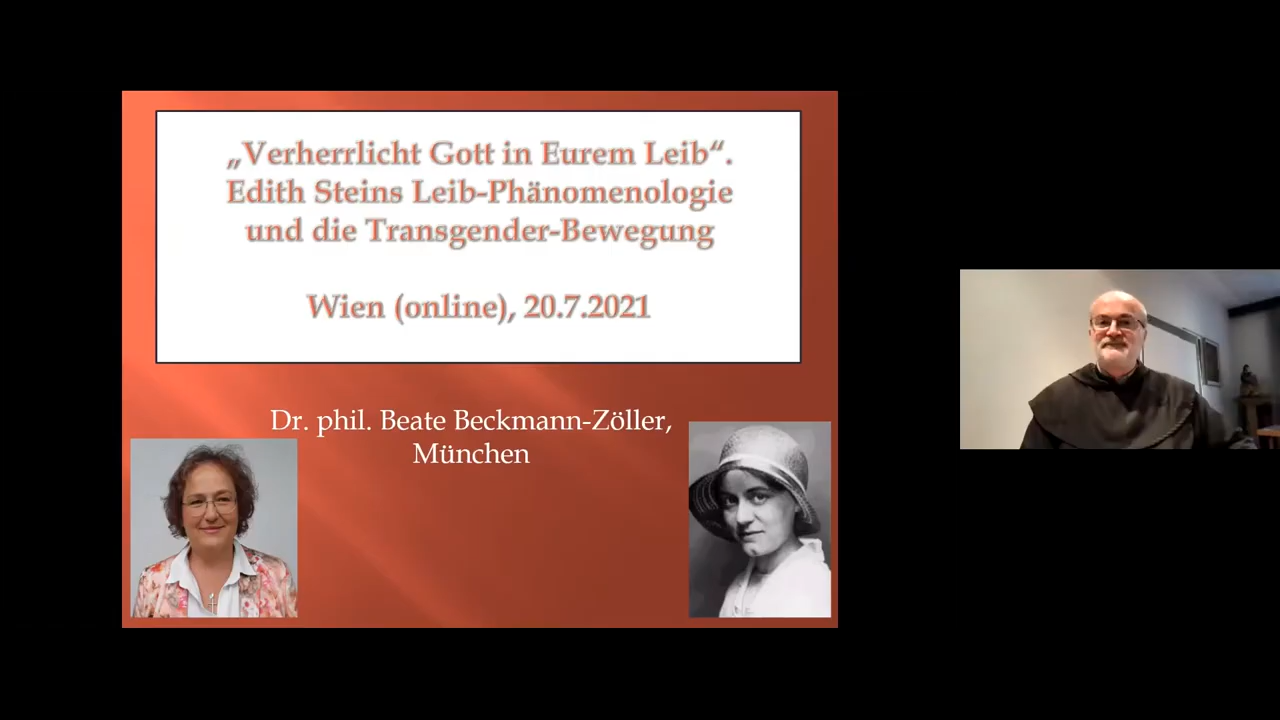 „Verherrlicht Gott in Eurem Leib“.
Edith Steins Leib-Phänomenologie
und die Transgender-Bewegung
Wien (online), 20.7.2021
Dr. phil. Beate Beckmann-Zöller,
München